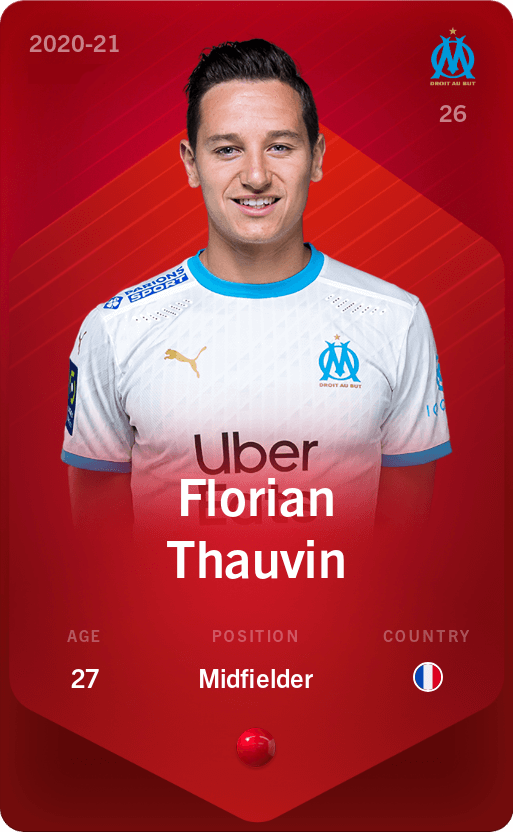 2020-21
DROIT AU BUT
26
PARIONS
SPORT
DROIT AU BUT
Uber
Eats
Florian
Thauvin
AGE
POSITION
COUNTRY
27
Midfielder